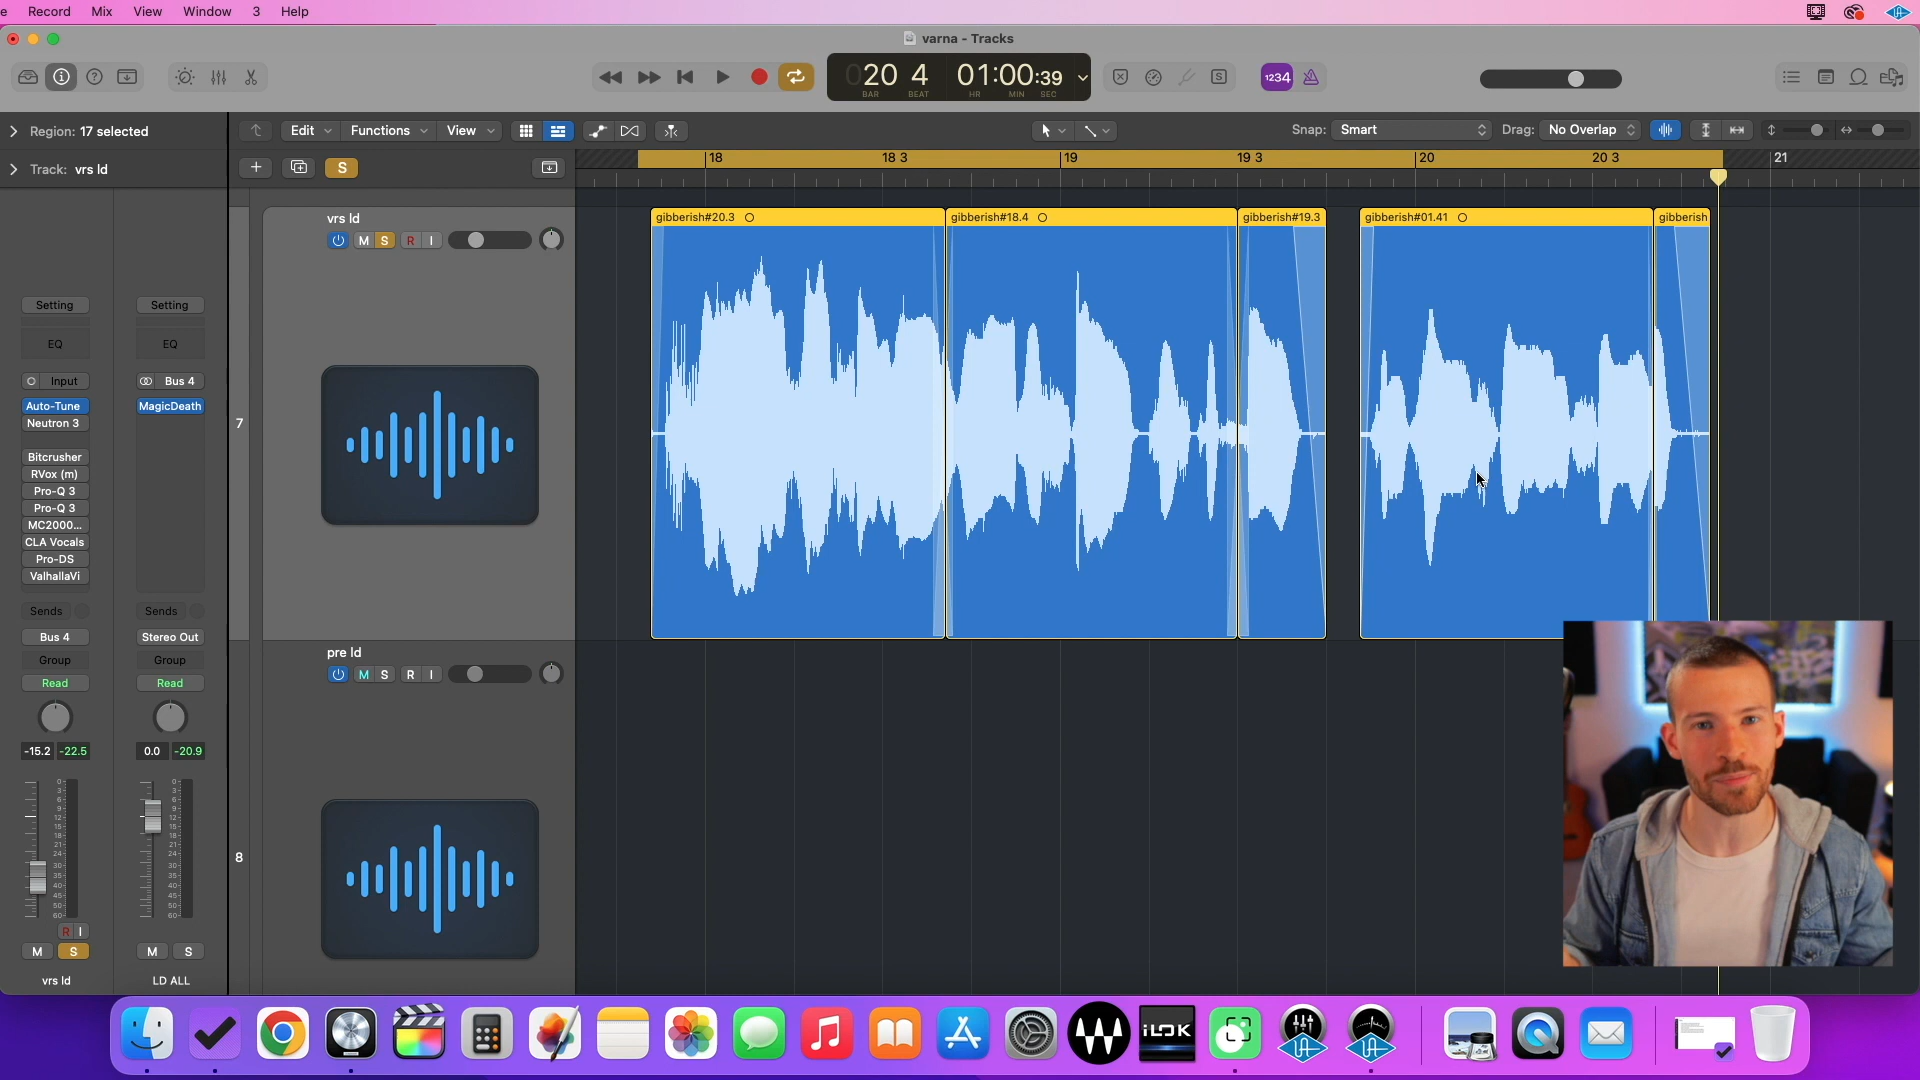 e Record Mix View Window 3 Help
varna - Tracks
020 4 01:00:39
BAR BEAT HR MIN SEC
1234
Region: 17 selected
Edit Functions View
Snap: Smart
Drag: No Overlap
Track: vrs ld
S
18 18 3 19 19 3 20 20 3 21
vrs ld
M S R I
gibberish#20.3
gibberish#18.4
gibberish#19.3
gibberish#01.41
gibberish
7
pre ld
M S R I
8
Setting Setting
EQ EQ
Input Bus 4
Auto-Tune MagicDeath
Neutron 3
Bitcrusher
RVox (m)
Pro-Q 3
Pro-Q 3
MC2000...
CLA Vocals
Pro-DS
ValhallaVi
Sends Sends
Bus 4 Stereo Out
Group Group
Read Read
-15.2 -22.5 0.0 -20.9
R I
M S M S
vrs ld LD ALL
iLOK